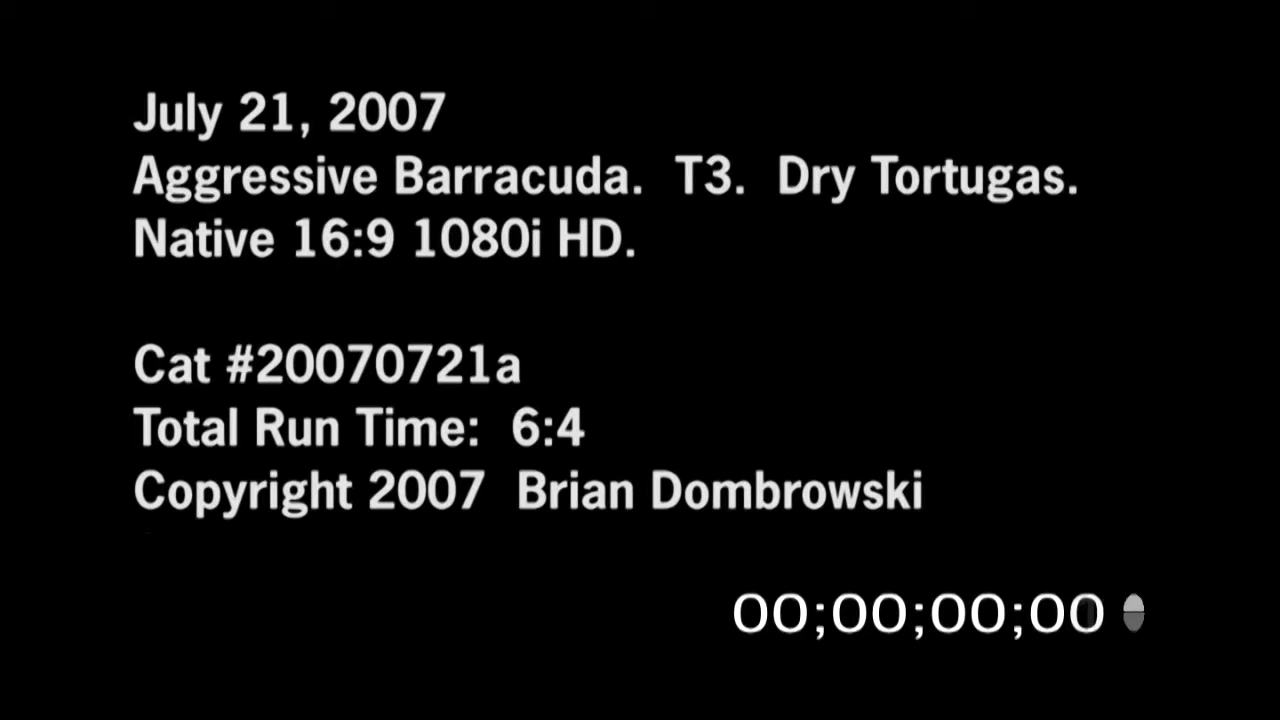 July 21, 2007
Aggressive Barracuda.  T3.  Dry Tortugas.
Native 16:9 1080i HD.
Cat #20070721a
Total Run Time:  6:4
Copyright 2007  Brian Dombrowski
00;00;00;00